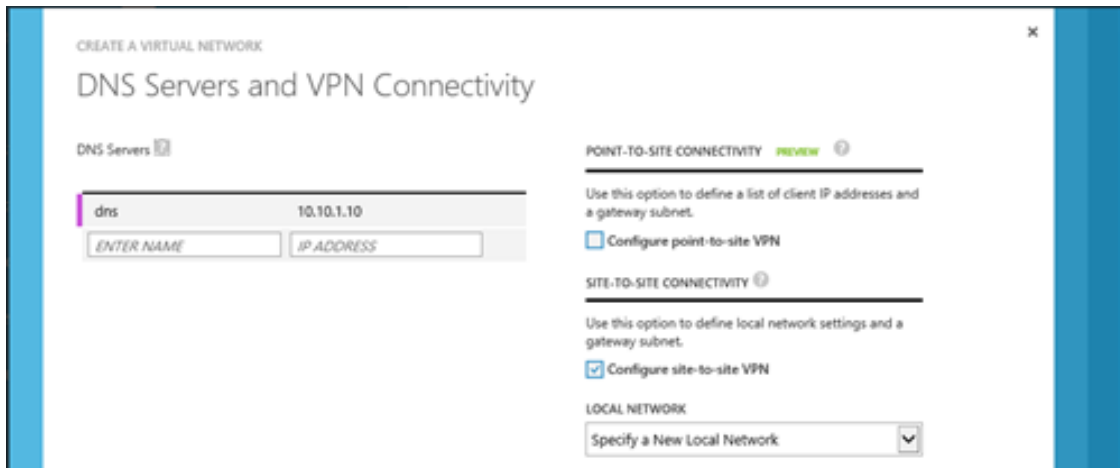 CREATE A VIRTUAL NETWORK
DNS Servers and VPN Connectivity
DNS Servers ?
dns 10.10.1.10
ENTER NAME IP ADDRESS
POINT-TO-SITE CONNECTIVITY PREVIEW ?
Use this option to define a list of client IP addresses and
a gateway subnet.
Configure point-to-site VPN
SITE-TO-SITE CONNECTIVITY ?
Use this option to define local network settings and a
gateway subnet.
Configure site-to-site VPN
LOCAL NETWORK
Specify a New Local Network